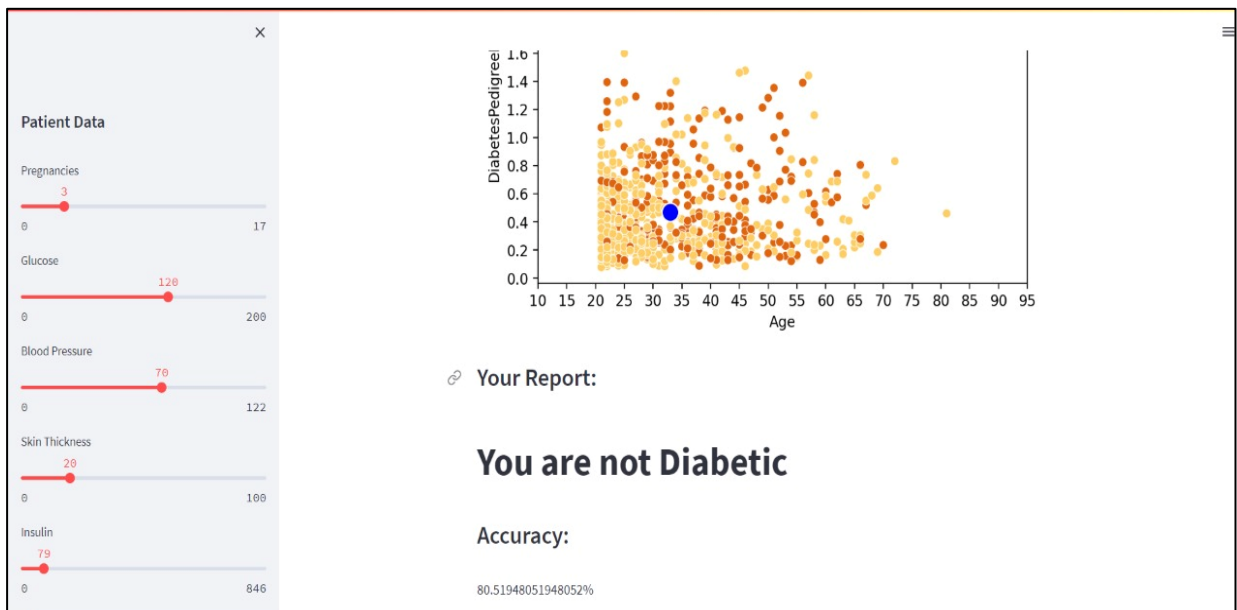 Patient Data
Pregnancies
3
0 17
Glucose
120
0 200
Blood Pressure
70
0 122
Skin Thickness
20
0 100
Insulin
79
0 846
1.6
1.4
1.2
1.0
0.8
0.6
0.4
0.2
0.0
10 15 20 25 30 35 40 45 50 55 60 65 70 75 80 85 90 95
Age
Your Report:
You are not Diabetic
Accuracy:
80.51948051948052%